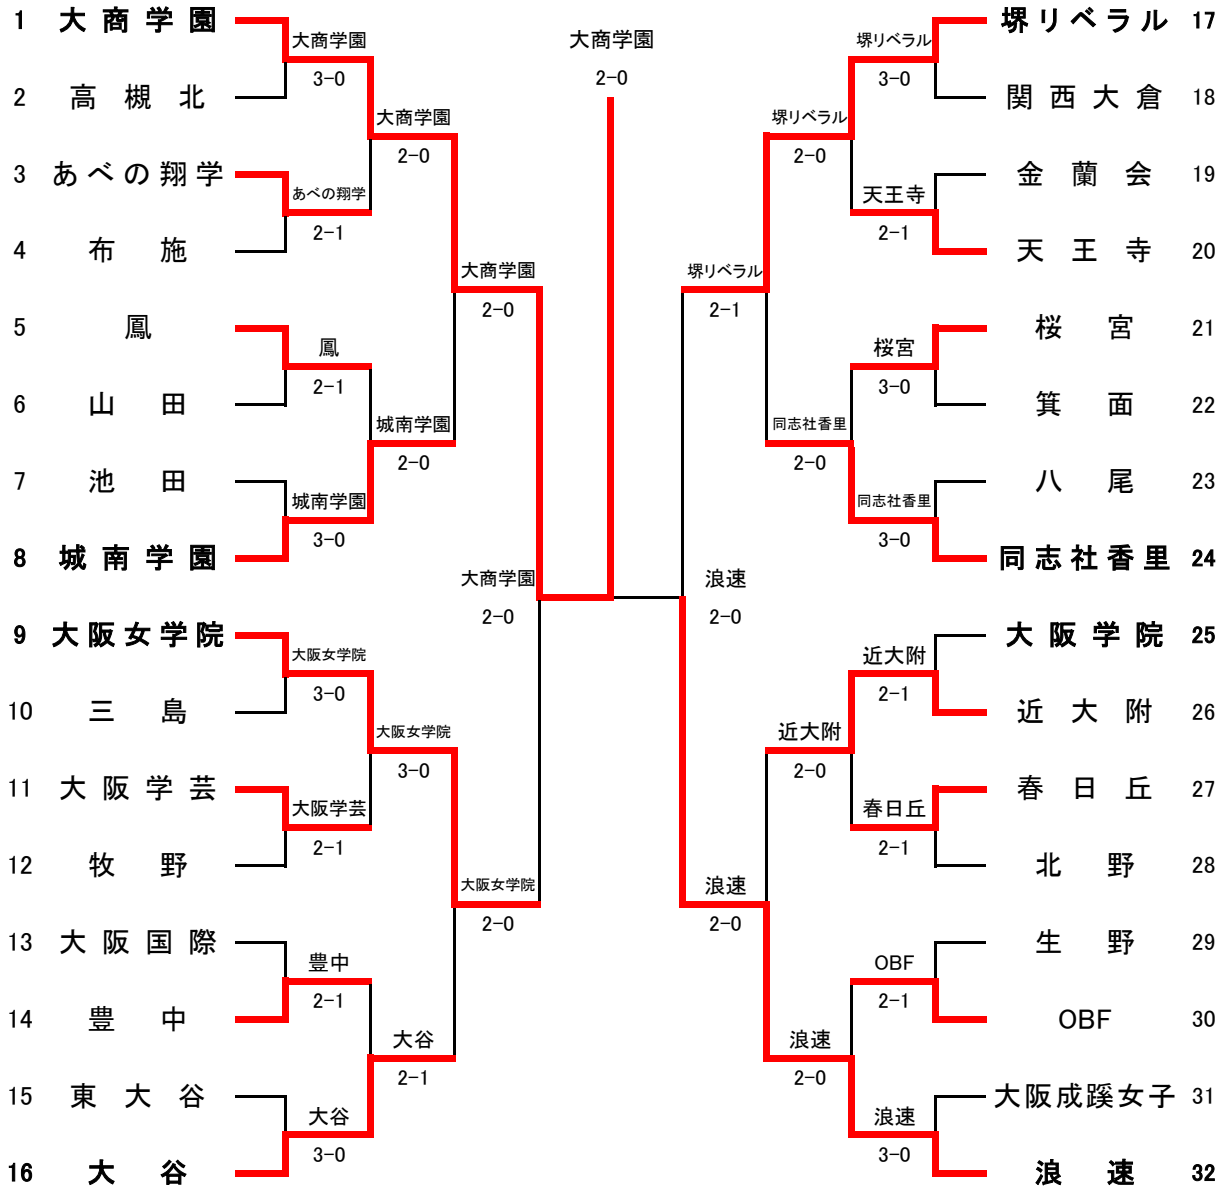 大商学園
2-0
1 大商学園
大商学園
3-0
2 高槻北
大商学園
2-0
3 あべの翔学
あべの翔学
2-1
4 布施
大商学園
2-0
5 鳳
鳳
2-1
6 山田
城南学園
2-0
7 池田
城南学園
3-0
8 城南学園
大商学園
2-0
9 大阪女学院
大阪女学院
3-0
10 三島
大阪女学院
3-0
11 大阪学芸
大阪学芸
2-1
12 牧野
大阪女学院
2-0
13 大阪国際
豊中
2-1
14 豊中
大谷
2-1
15 東大谷
大谷
3-0
16 大谷
堺リベラル 17
堺リベラル
3-0
関西大倉 18
堺リベラル
2-0
金蘭会 19
天王寺
2-1
天王寺 20
堺リベラル
2-1
桜宮 21
桜宮
3-0
箕面 22
同志社香里
2-0
八尾 23
同志社香里
3-0
同志社香里 24
浪速
2-0
大阪学院 25
近大附
2-1
近大附 26
近大附
2-0
春日丘 27
春日丘
2-1
北野 28
浪速
2-0
生野 29
OBF
2-1
OBF 30
浪速
2-0
大阪成蹊女子 31
浪速
3-0
浪速 32